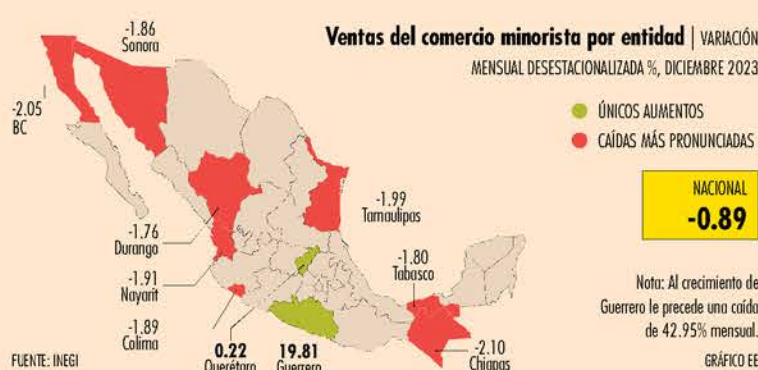 Ventas del comercio minorista por entidad | VARIACIÓN
MENSUAL DESESTACIONALIZADA %, DICIEMBRE 2023
ÚNICOS AUMENTOS
CAÍDAS MÁS PRONUNCIADAS
NACIONAL
-0.89
-1.86
Sonora
-2.05
BC
-1.99
Tamaulipas
-1.76
Durango
-1.80
Tabasco
-1.91
Nayarit
-1.89
Colima
0.22
Querétaro
19.81
Guerrero
-2.10
Chiapas
Nota: Al crecimiento de
Guerrero le precede una caída
de 42.95% mensual.
FUENTE: INEGI
GRÁFICO EE